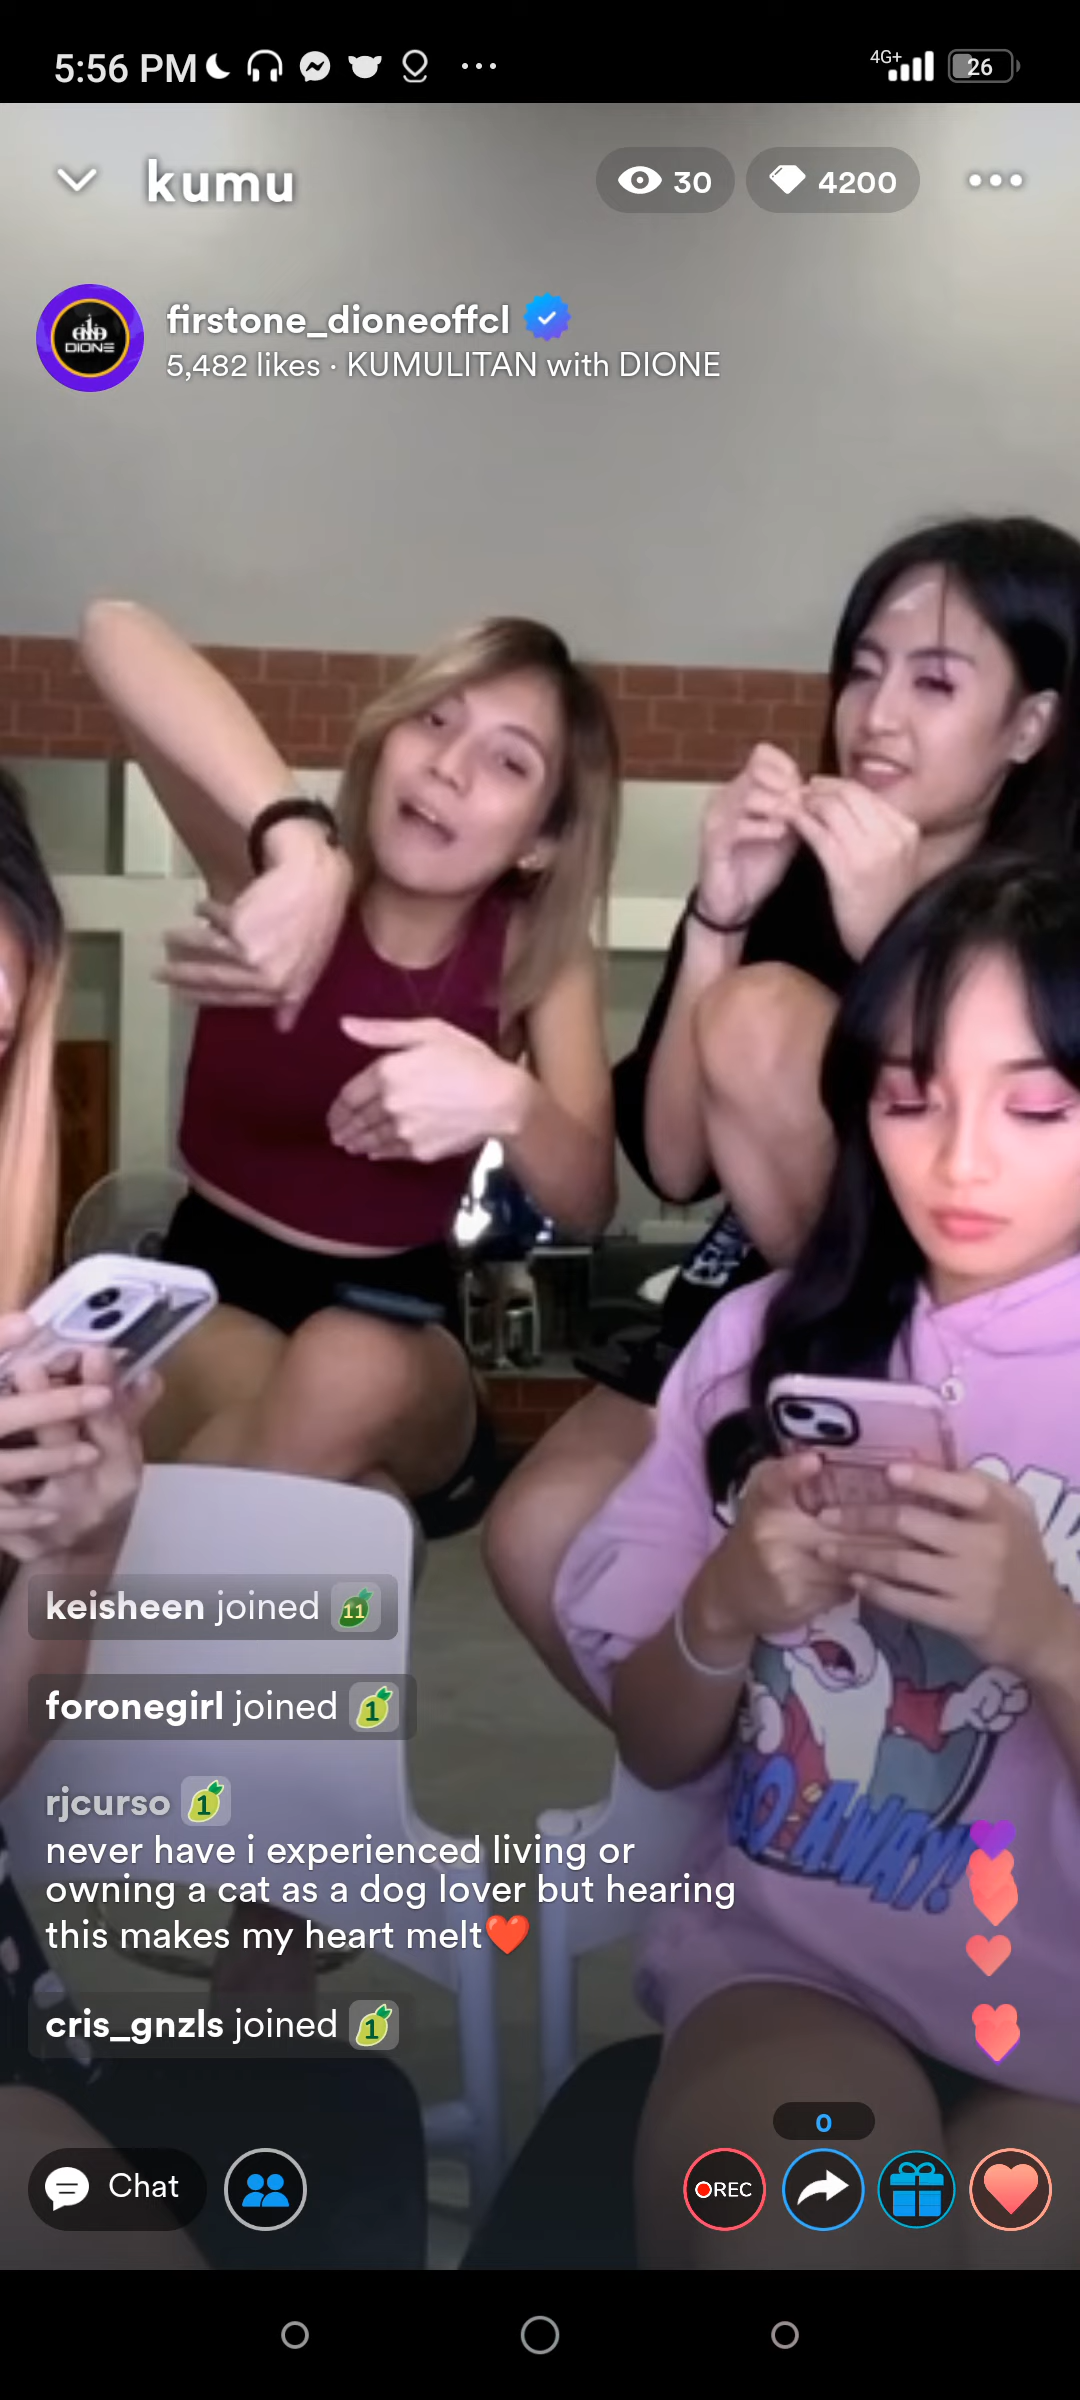 5:56 PM 4G+ 26
kumu 30 4200
firstone_dioneoffcl
DIONE
5,482 likes · KUMULITAN with DIONE
keisheen joined 11
foronegirl joined 1
rjcurso 1
never have i experienced living or
owning a cat as a dog lover but hearing
this makes my heart melt❤️
AWAY!
cris_gnzls joined 1
0
Chat REC